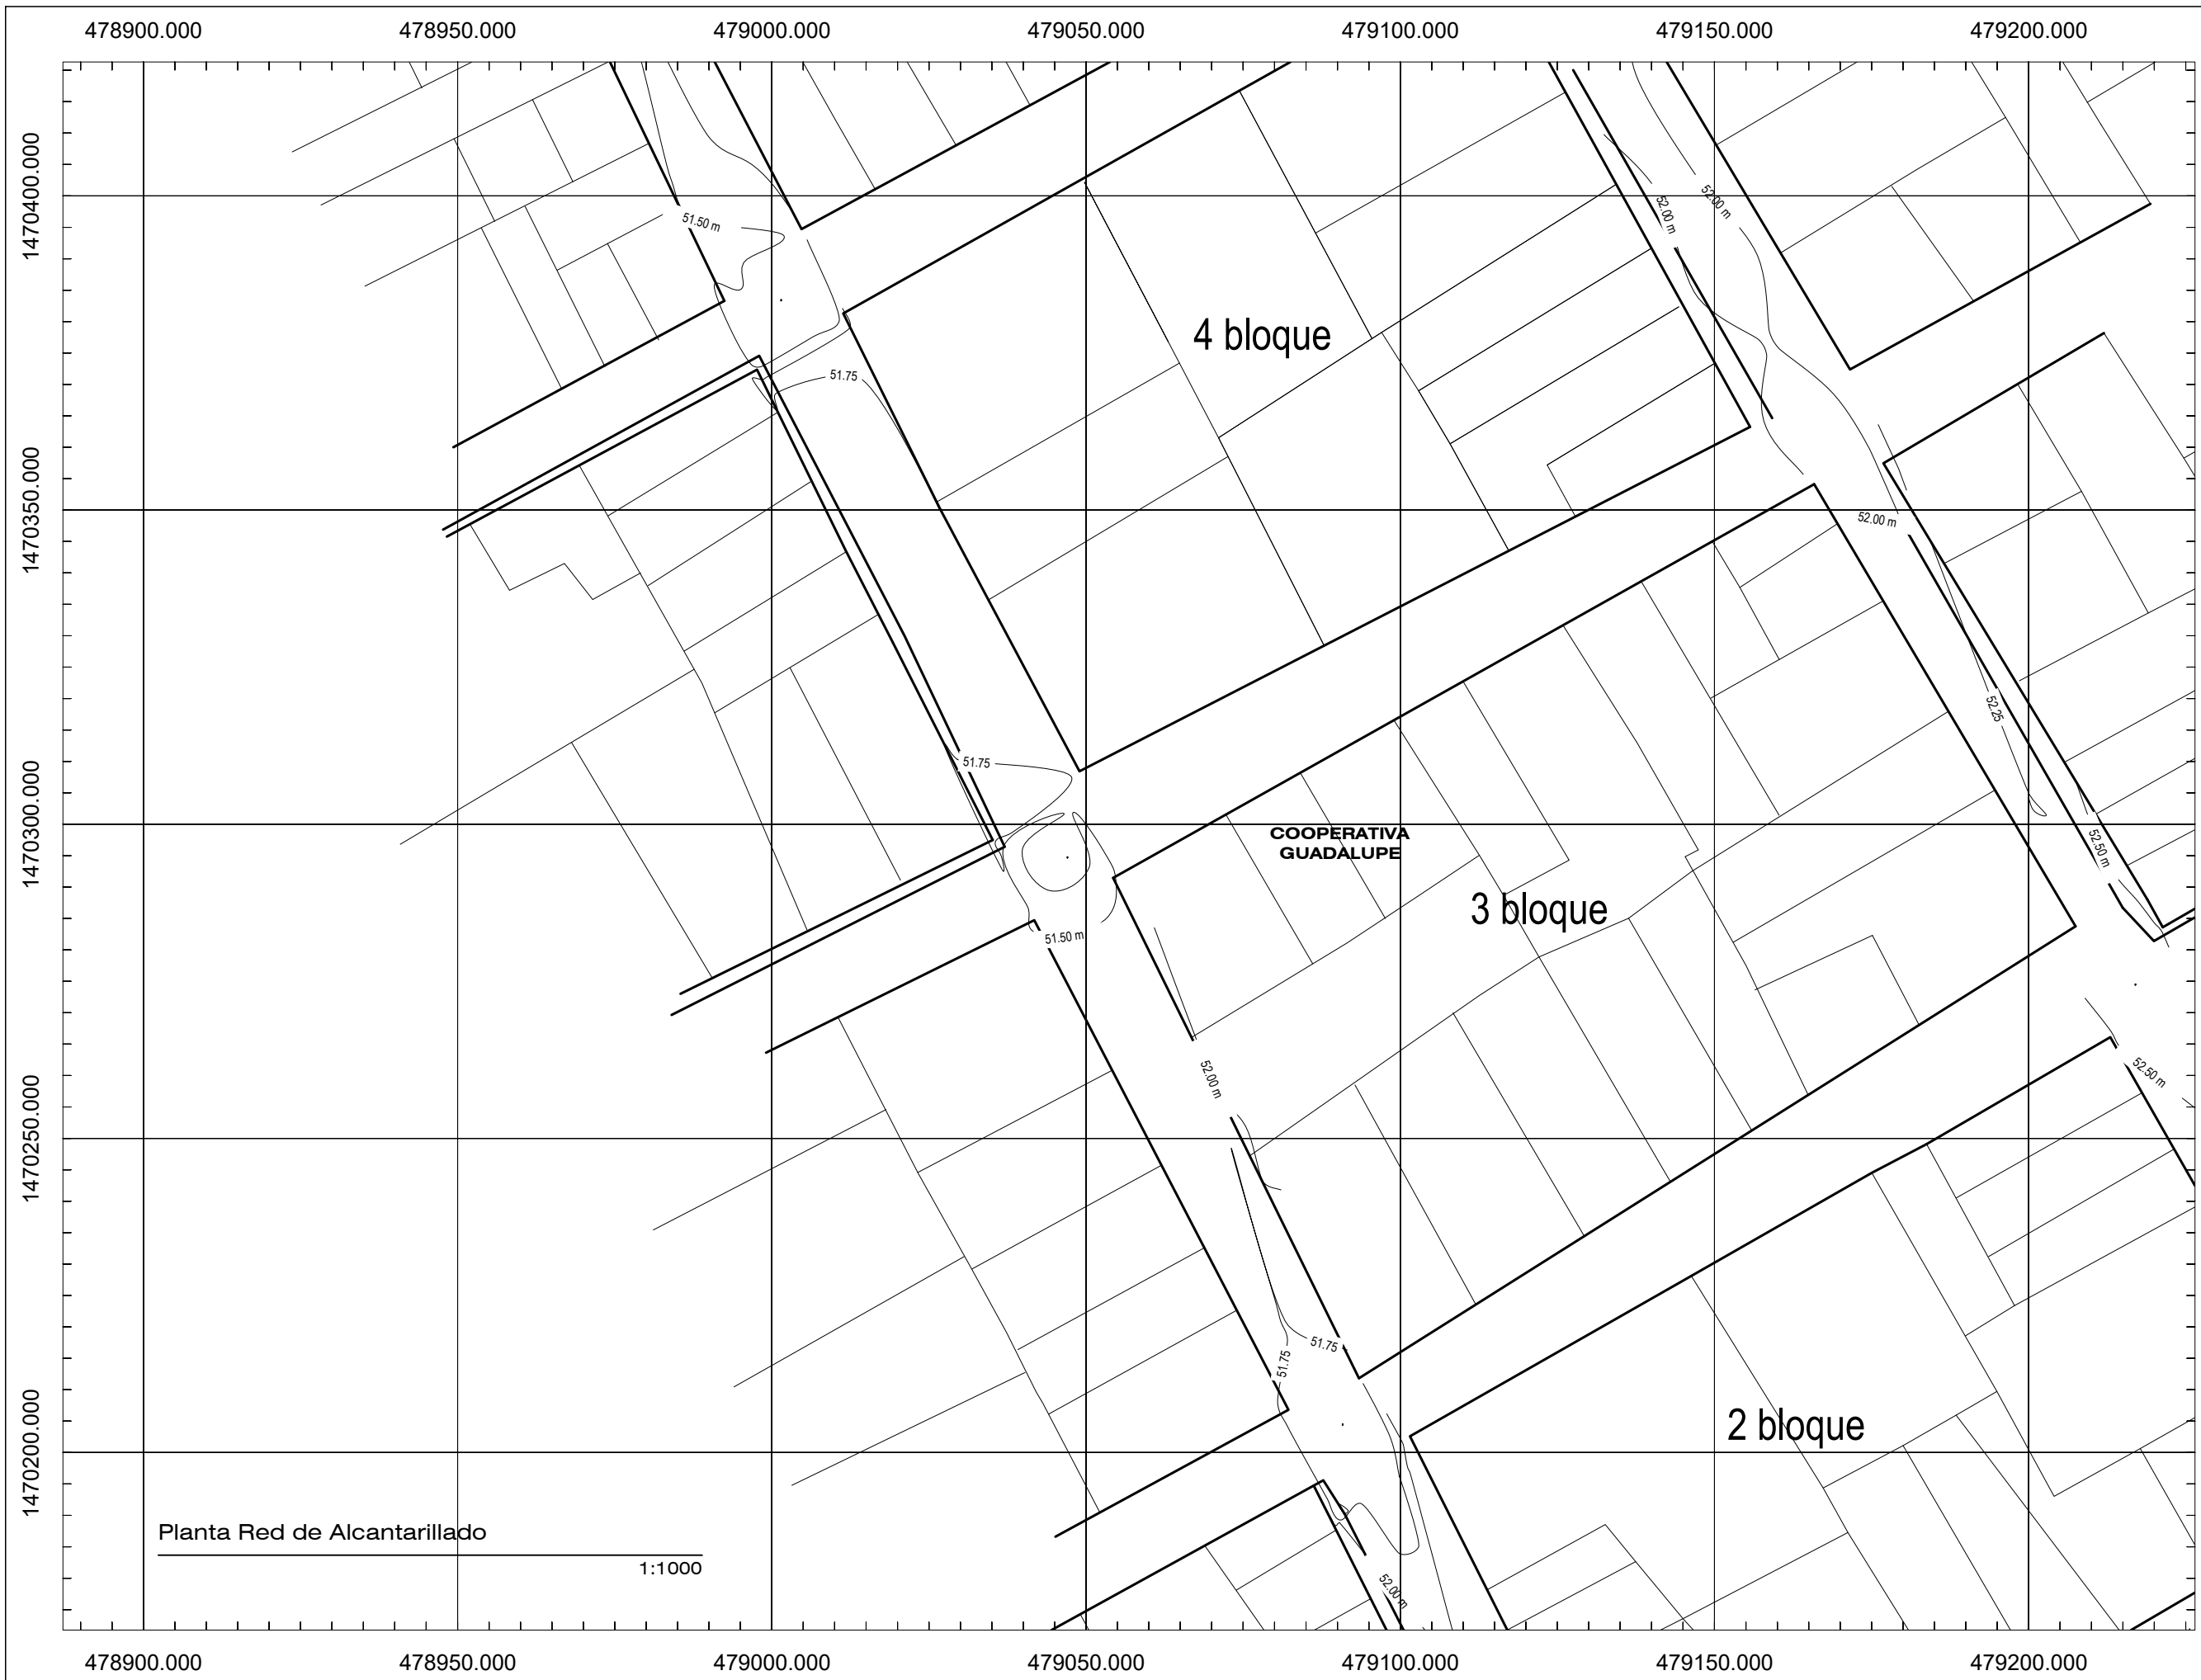 478900.000 478950.000 479000.000 479050.000 479100.000 479150.000 479200.000
1470400.000
1470350.000
1470300.000
1470250.000
1470200.000
52.00 m
52.00 m
51.50 m
4 bloque
51.75
52.00 m
52.25
51.75
COOPERATIVA
GUADALUPE
52.50 m
3 bloque
51.50 m
52.00 m
52.50 m
51.75
51.75
2 bloque
Planta Red de Alcantarillado
1:1000
52.00 m
478900.000 478950.000 479000.000 479050.000 479100.000 479150.000 479200.000